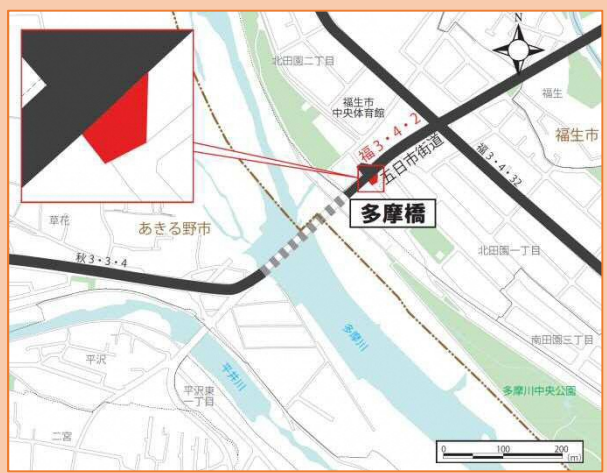 N
北田園二丁目
福生市
中央体育館
福生
福生市
福3・4・2
五日市街道
福3・4・32
多摩橋
草花
あきる野市
秋3・3・4
北田園一丁目
多摩川
南田園三丁目
平沢
平井川
平沢東
一丁目
多摩川中央公園
二宮
0 100 200
(m)